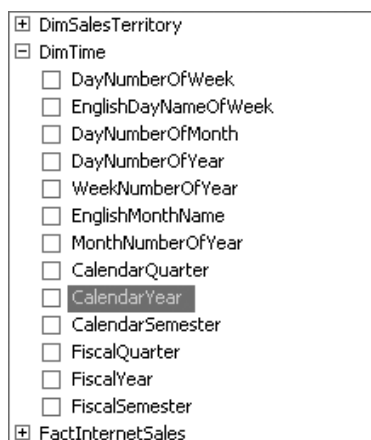 DimSalesTerritory
DimTime
DayNumberOfWeek
EnglishDayNameOfWeek
DayNumberOfMonth
DayNumberOfYear
WeekNumberOfYear
EnglishMonthName
MonthNumberOfYear
CalendarQuarter
CalendarYear
CalendarSemester
FiscalQuarter
FiscalYear
FiscalSemester
FactInternetSales